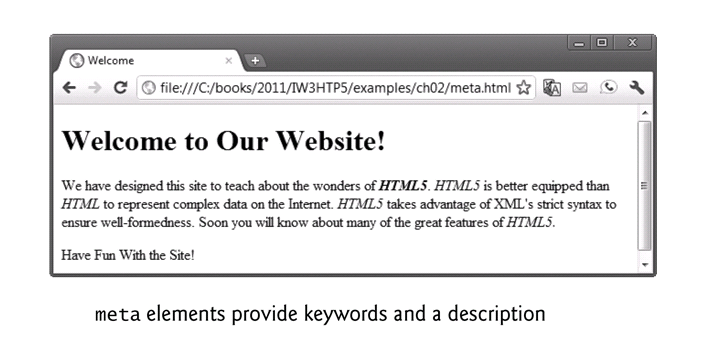 Welcome
file:///C:/books/2011/IW3HTP5/examples/ch02/meta.html
Welcome to Our Website!
We have designed this site to teach about the wonders of HTML5. HTML5 is better equipped than
HTML to represent complex data on the Internet. HTML5 takes advantage of XML's strict syntax to
ensure well-formedness. Soon you will know about many of the great features of HTML5.
Have Fun With the Site!
meta elements provide keywords and a description